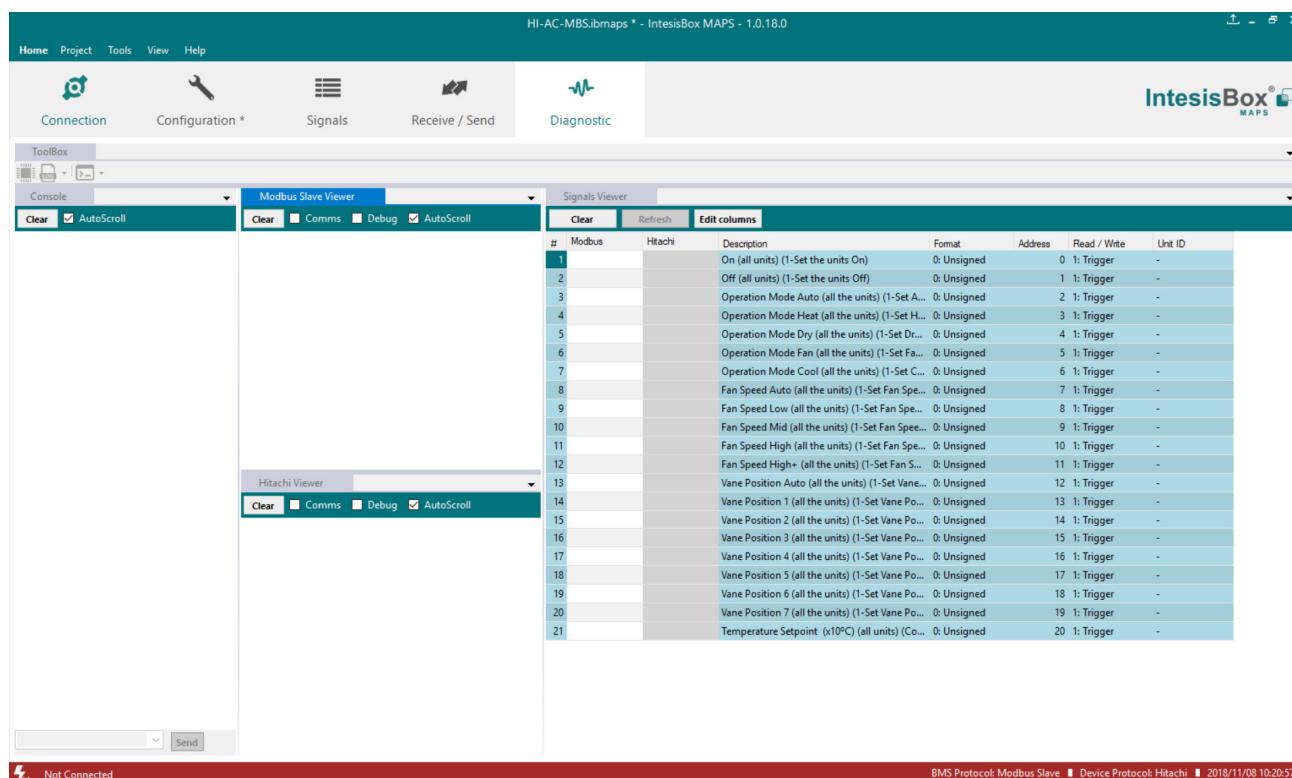 HI-AC-MBS.ibmaps * - IntesisBox MAPS - 1.0.18.0
Home Project Tools View Help
Connection Configuration * Signals Receive / Send Diagnostic
IntesisBox®
MAPS
ToolBox
Console
Clear AutoScroll
Modbus Slave Viewer
Clear Comms Debug AutoScroll
Hitachi Viewer
Clear Comms Debug AutoScroll
Signals Viewer
Clear Refresh Edit columns
# Modbus Hitachi Description Format Address Read / Write Unit ID
1 On (all units) (1-Set the units On) 0: Unsigned 0 1: Trigger -
2 Off (all units) (1-Set the units Off) 0: Unsigned 1 1: Trigger -
3 Operation Mode Auto (all the units) (1-Set A... 0: Unsigned 2 1: Trigger -
4 Operation Mode Heat (all the units) (1-Set H... 0: Unsigned 3 1: Trigger -
5 Operation Mode Dry (all the units) (1-Set Dr... 0: Unsigned 4 1: Trigger -
6 Operation Mode Fan (all the units) (1-Set Fa... 0: Unsigned 5 1: Trigger -
7 Operation Mode Cool (all the units) (1-Set C... 0: Unsigned 6 1: Trigger -
8 Fan Speed Auto (all the units) (1-Set Fan Spe... 0: Unsigned 7 1: Trigger -
9 Fan Speed Low (all the units) (1-Set Fan Spe... 0: Unsigned 8 1: Trigger -
10 Fan Speed Mid (all the units) (1-Set Fan Spee... 0: Unsigned 9 1: Trigger -
11 Fan Speed High (all the units) (1-Set Fan Spe... 0: Unsigned 10 1: Trigger -
12 Fan Speed High+ (all the units) (1-Set Fan S... 0: Unsigned 11 1: Trigger -
13 Vane Position Auto (all the units) (1-Set Vane... 0: Unsigned 12 1: Trigger -
14 Vane Position 1 (all the units) (1-Set Vane Po... 0: Unsigned 13 1: Trigger -
15 Vane Position 2 (all the units) (1-Set Vane Po... 0: Unsigned 14 1: Trigger -
16 Vane Position 3 (all the units) (1-Set Vane Po... 0: Unsigned 15 1: Trigger -
17 Vane Position 4 (all the units) (1-Set Vane Po... 0: Unsigned 16 1: Trigger -
18 Vane Position 5 (all the units) (1-Set Vane Po... 0: Unsigned 17 1: Trigger -
19 Vane Position 6 (all the units) (1-Set Vane Po... 0: Unsigned 18 1: Trigger -
20 Vane Position 7 (all the units) (1-Set Vane Po... 0: Unsigned 19 1: Trigger -
21 Temperature Setpoint (x10ºC) (all units) (Co... 0: Unsigned 20 1: Trigger -
Send
Not Connected
BMS Protocol: Modbus Slave Device Protocol: Hitachi 2018/11/08 10:20:57